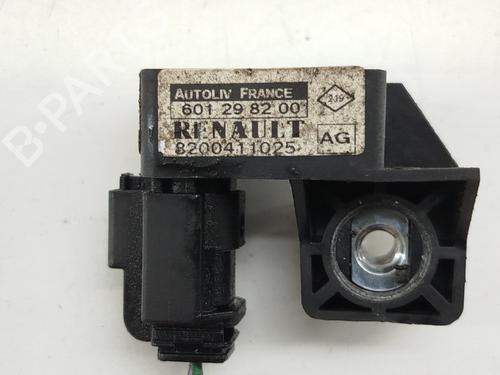 AUTOLIV FRANCE
601 29 82 00
RENAULT
8200411025
AG
B-PARTS